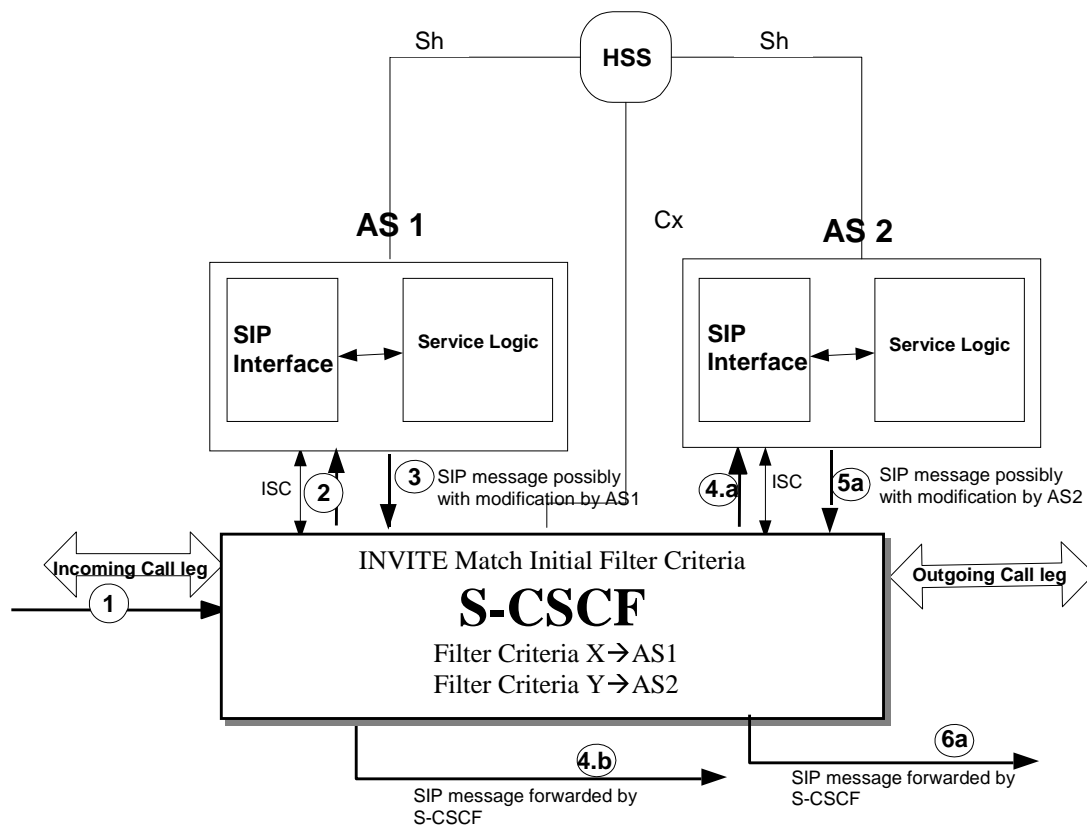 Sh
HSS
Sh
AS 1
Cx
AS 2
SIP
Interface
Service Logic
SIP
Interface
Service Logic
ISC
2
3
SIP message possibly
with modification by AS1
4.a
ISC
5a
SIP message possibly
with modification by AS2
Incoming Call leg
1
INVITE Match Initial Filter Criteria
S-CSCF
Filter Criteria X→AS1
Filter Criteria Y→AS2
Outgoing Call leg
4.b
SIP message forwarded by
S-CSCF
6a
SIP message forwarded by
S-CSCF